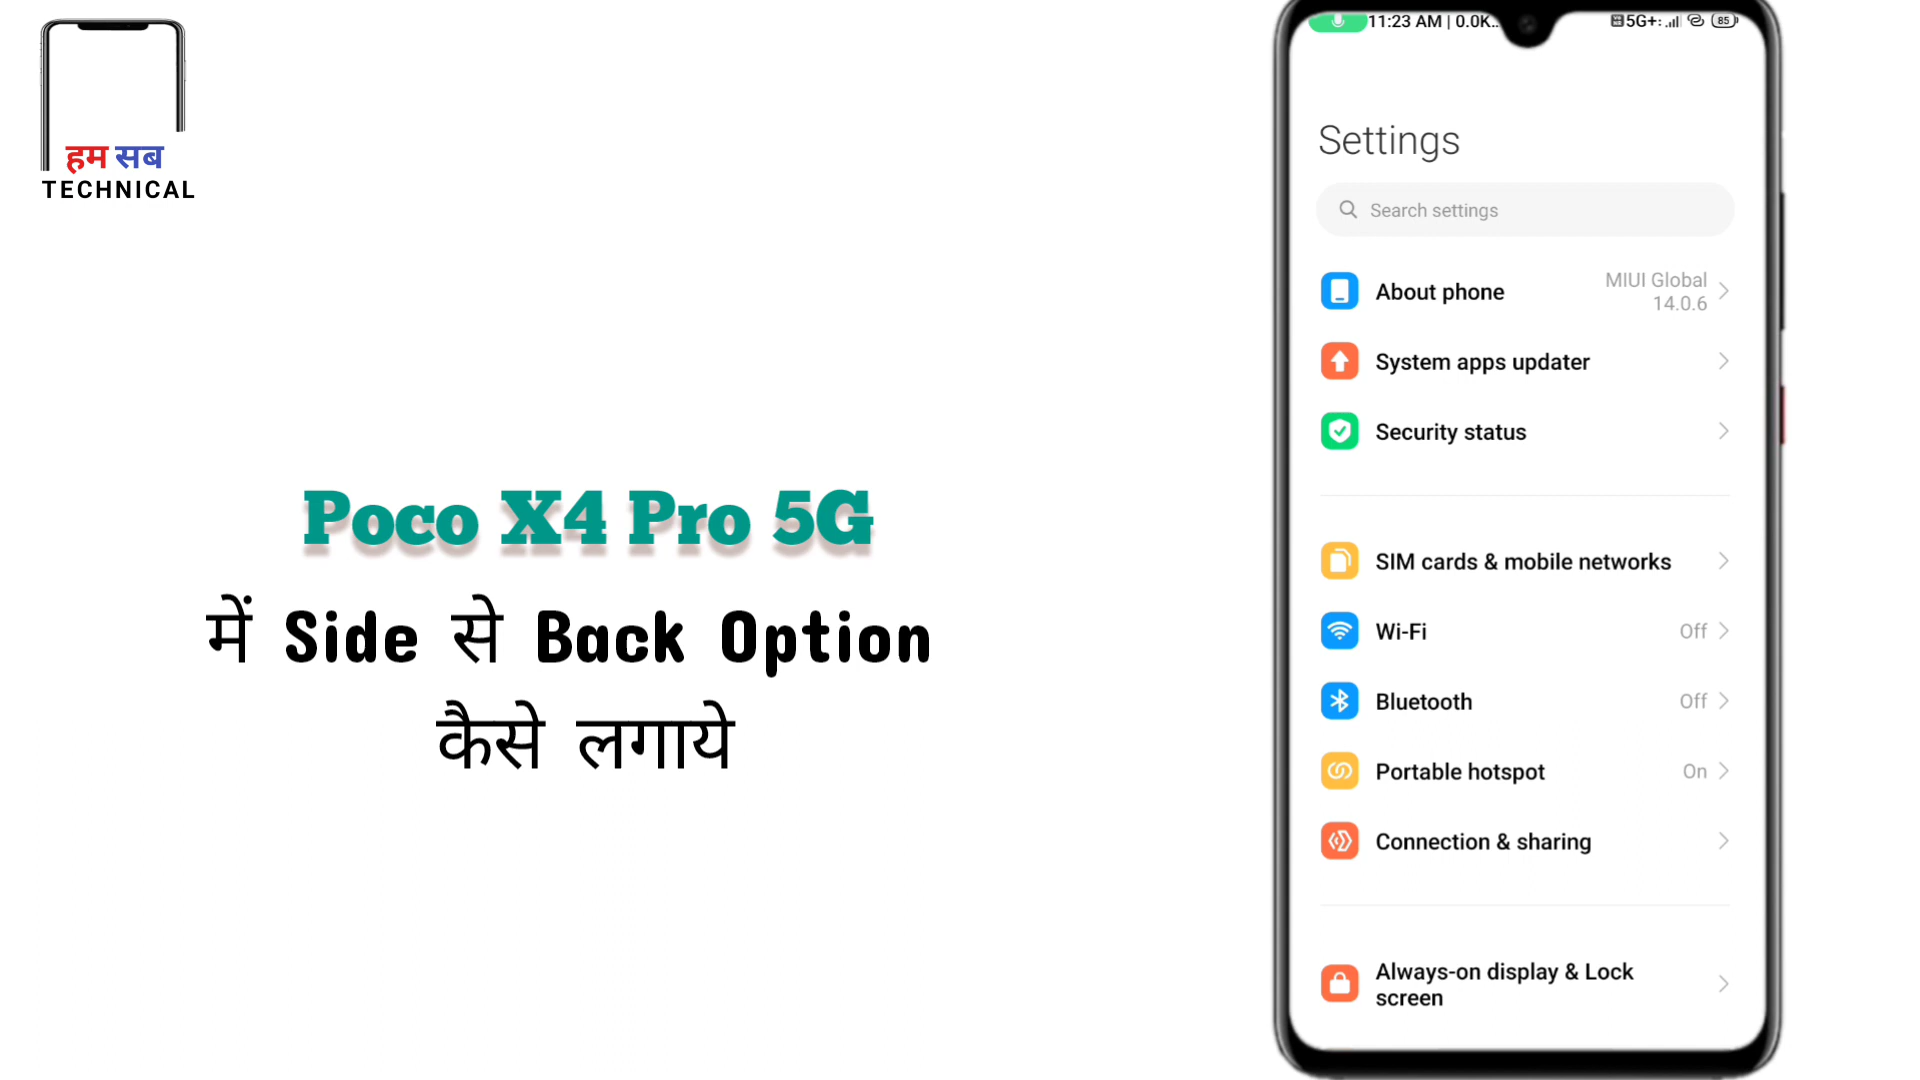 हम सब
TECHNICAL
Poco X4 Pro 5G
में Side से Back Option
कैसे लगाये
11:23 AM | 0.0K.. 5G+: 85
Settings
Search settings
About phone MIUI Global
14.0.6
System apps updater
Security status
SIM cards & mobile networks
Wi-Fi Off
Bluetooth Off
Portable hotspot On
Connection & sharing
Always-on display & Lock
screen